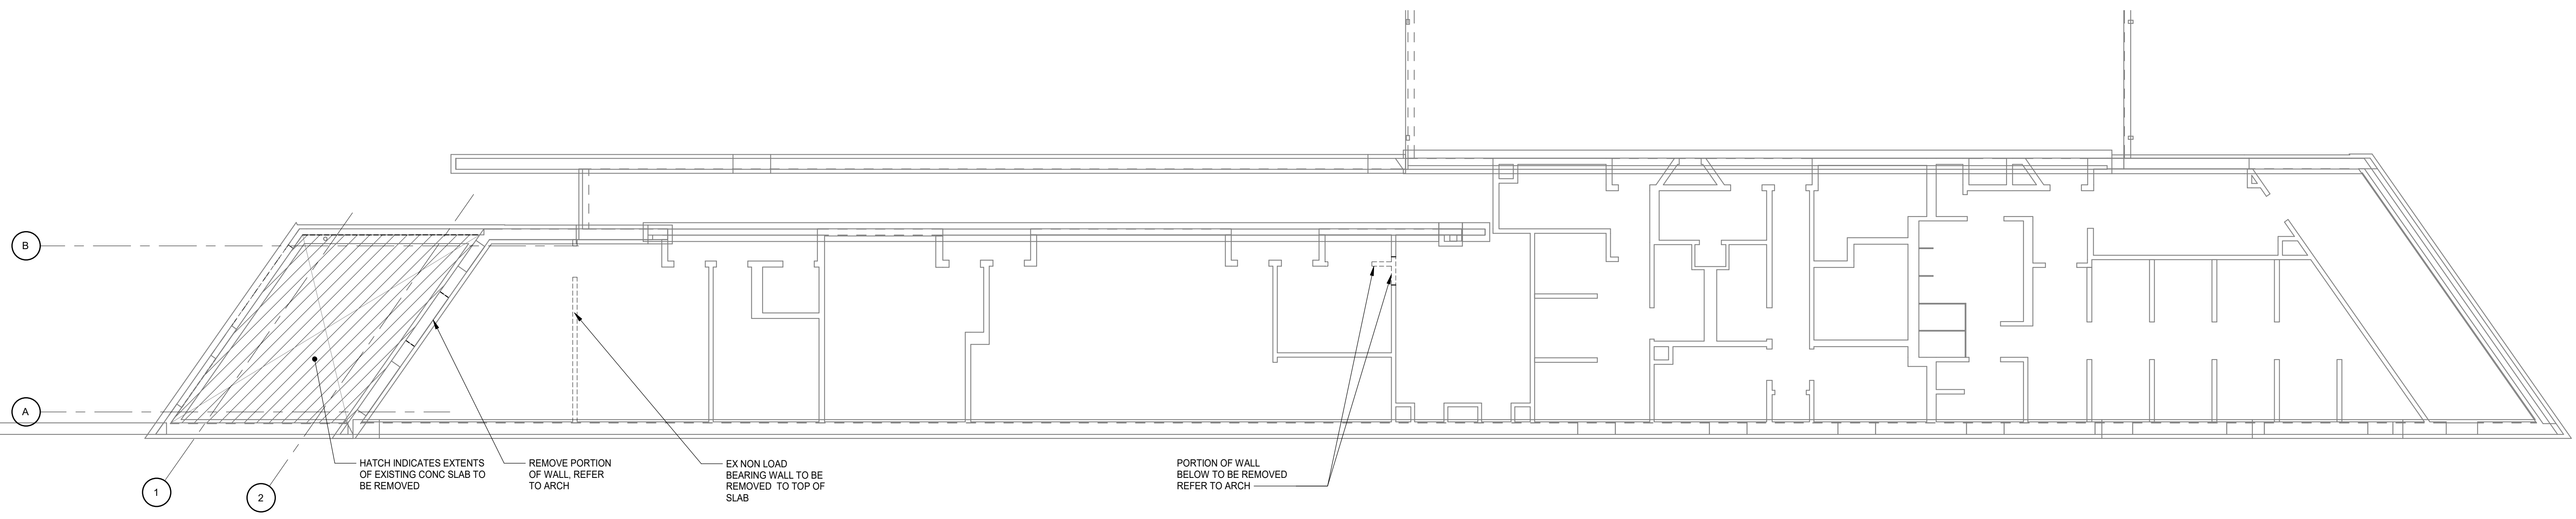 B
A
1
2
HATCH INDICATES EXTENTS
OF EXISTING CONC SLAB TO
BE REMOVED
REMOVE PORTION
OF WALL, REFER
TO ARCH
EX NON LOAD
BEARING WALL TO BE
REMOVED TO TOP OF
SLAB
PORTION OF WALL
BELOW TO BE REMOVED
REFER TO ARCH